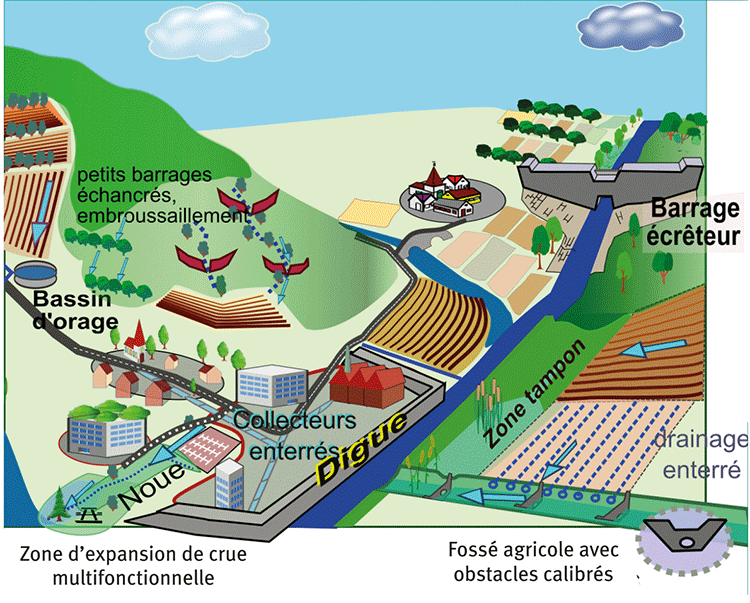 petits barrages
échancrés,
embroussaillement
Barrage
écrêteur
Bassin
d'orage
Zone tampon
Collecteurs
enterrés
Digue
drainage
enterré
Noue
Zone d'expansion de crue
multifonctionnelle
Fossé agricole avec
obstacles calibrés